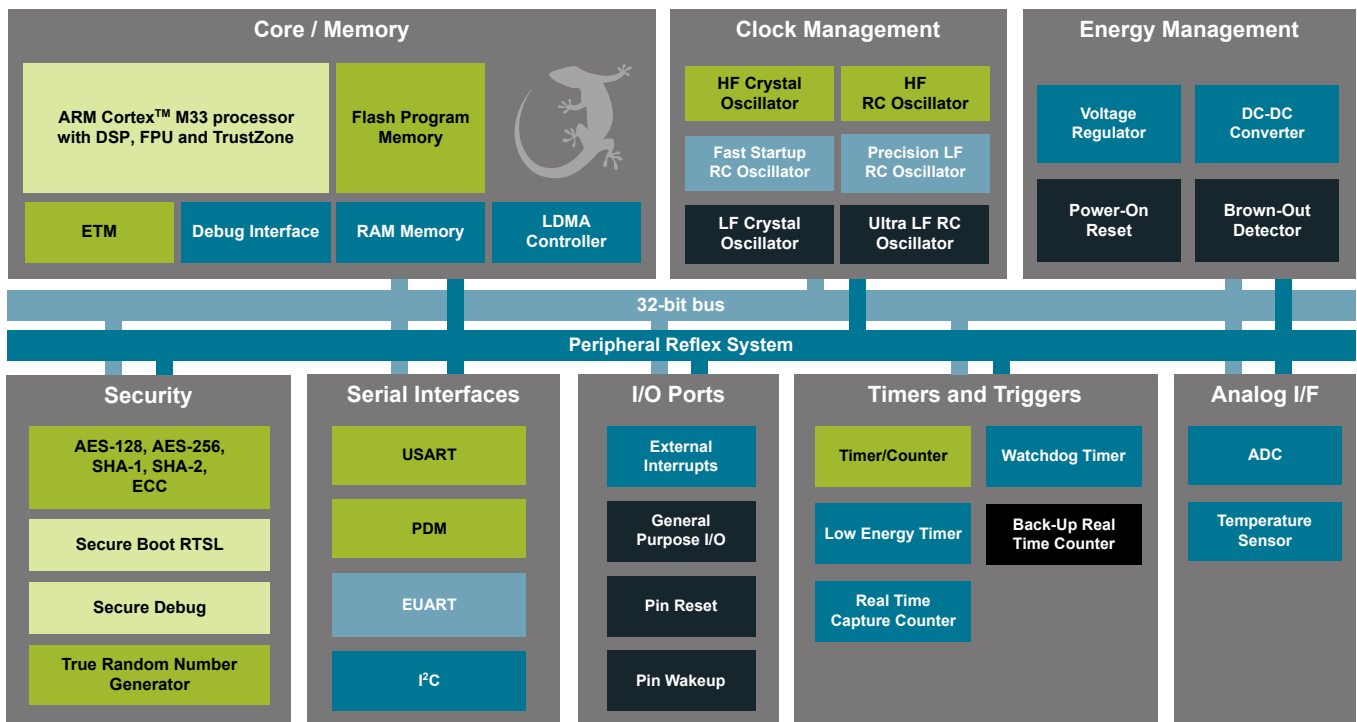 Core / Memory
ARM Cortex™ M33 processor
with DSP, FPU and TrustZone
Flash Program
Memory
ETM
Debug Interface
RAM Memory
LDMA
Controller
Clock Management
HF Crystal
Oscillator
HF
RC Oscillator
Fast Startup
RC Oscillator
Precision LF
RC Oscillator
LF Crystal
Oscillator
Ultra LF RC
Oscillator
Energy Management
Voltage
Regulator
DC-DC
Converter
Power-On
Reset
Brown-Out
Detector
32-bit bus
Peripheral Reflex System
Security
AES-128, AES-256,
SHA-1, SHA-2,
ECC
Secure Boot RTSL
Secure Debug
True Random Number
Generator
Serial Interfaces
USART
PDM
EUART
I²C
I/O Ports
External
Interrupts
General
Purpose I/O
Pin Reset
Pin Wakeup
Timers and Triggers
Timer/Counter
Watchdog Timer
Low Energy Timer
Back-Up Real
Time Counter
Real Time
Capture Counter
Analog I/F
ADC
Temperature
Sensor